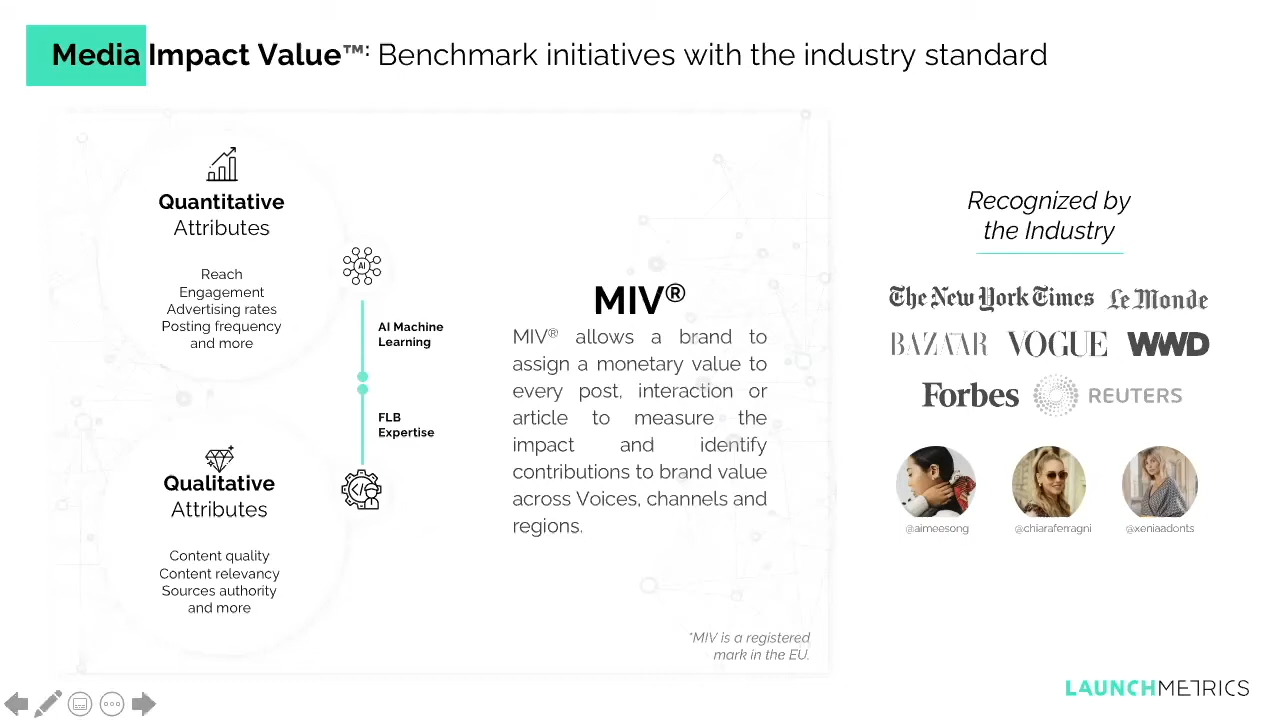 Media Impact Value™: Benchmark initiatives with the industry standard
Quantitative
Attributes
Reach
Engagement
Advertising rates
Posting frequency
and more
AI
AI Machine
Learning
FLB
Expertise
Qualitative
Attributes
Content quality
Content relevancy
Sources authority
and more
MIV®
MIV® allows a brand to
assign a monetary value to
every post, interaction or
article to measure the
impact and identify
contributions to brand value
across Voices, channels and
regions.
*MIV is a registered
mark in the EU.
Recognized by
the Industry
The New York Times Le Monde
BAZAAR VOGUE WWD
Forbes REUTERS
@aimeesong @chiaraferragni @xeniaadonts
LAUNCHMETRICS